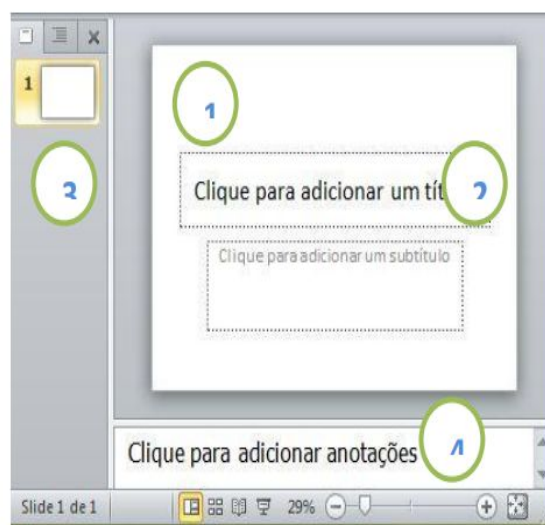 1
1
Clique para adicionar um tít
2
3
Clique para adicionar um subtítulo
Clique para adicionar anotações
4
Slide 1 de 1
29%